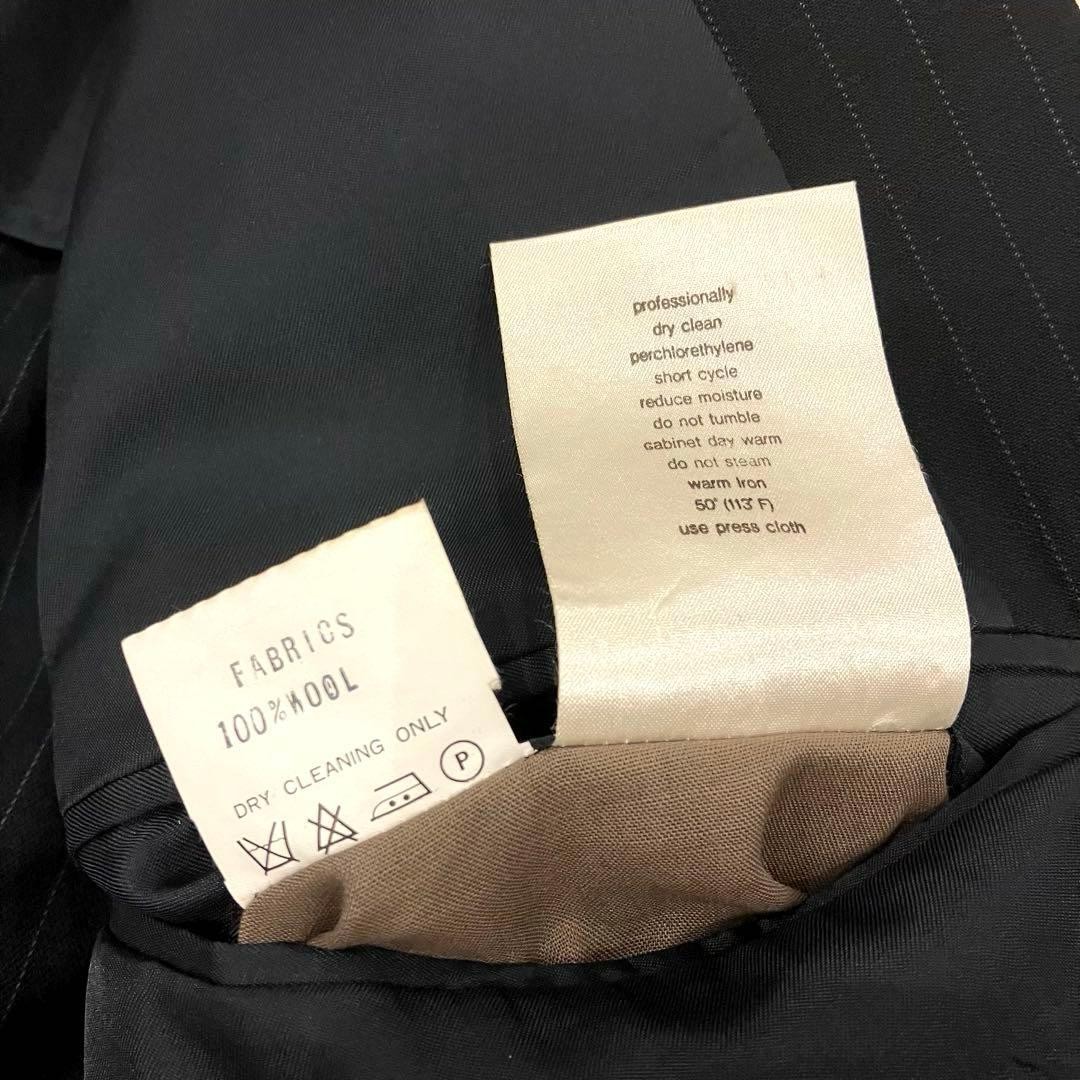 professionally
dry clean
perchlorethylene
short cycle
reduce moisture
do not tumble
cabinet day warm
do not steam
warm Iron
50° (113° F)
use press cloth
FABRICS
100%WOOL
DRY CLEANING ONLY
P